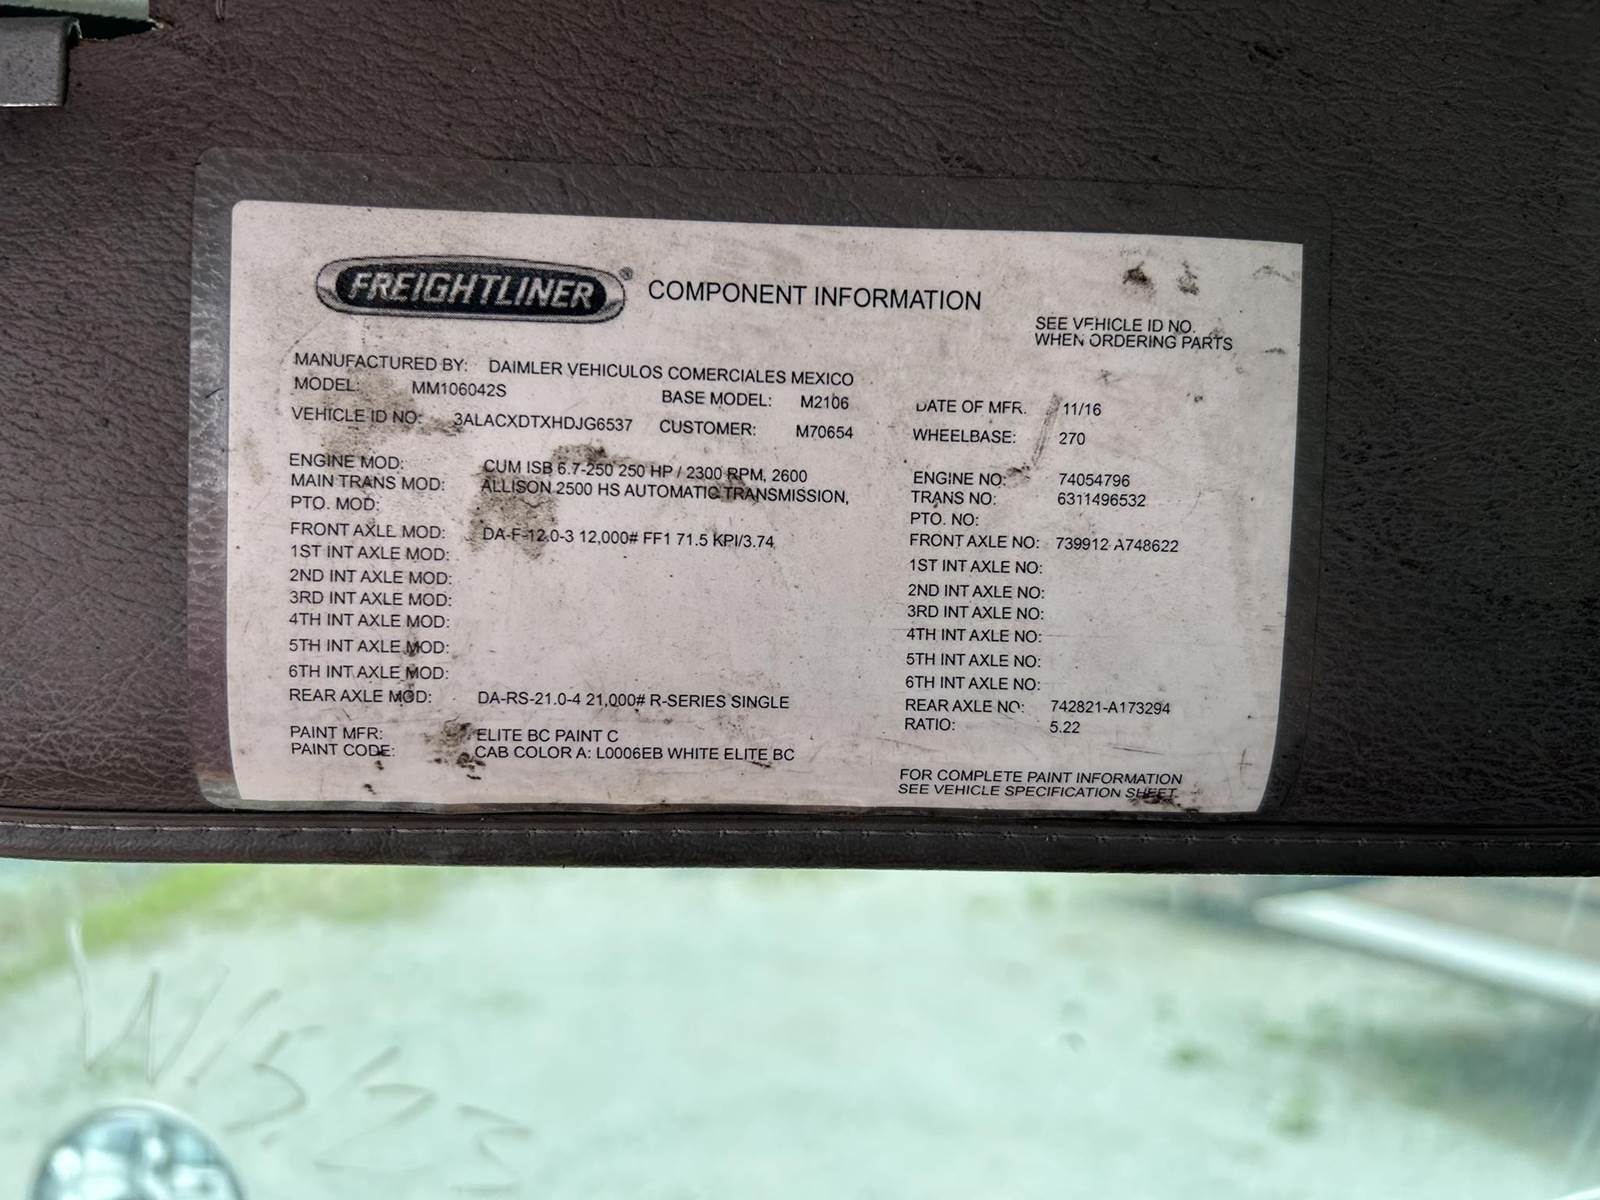 FREIGHTLINER® COMPONENT INFORMATION
SEE VEHICLE ID NO.
WHEN ORDERING PARTS
MANUFACTURED BY: DAIMLER VEHICULOS COMERCIALES MEXICO
MODEL: MM106042S BASE MODEL: M2106 DATE OF MFR. 11/16
VEHICLE ID NO: 3ALACXDTXHDJG6537 CUSTOMER: M70654 WHEELBASE: 270
ENGINE MOD: CUM ISB 6.7-250 250 HP / 2300 RPM, 2600 ENGINE NO: 74054796
MAIN TRANS MOD: ALLISON 2500 HS AUTOMATIC TRANSMISSION, TRANS NO: 6311496532
PTO. MOD: PTO. NO:
FRONT AXLE MOD: DA-F-12.0-3 12,000# FF1 71.5 KPI/3.74 FRONT AXLE NO: 739912-A748622
1ST INT AXLE MOD: 1ST INT AXLE NO:
2ND INT AXLE MOD: 2ND INT AXLE NO:
3RD INT AXLE MOD: 3RD INT AXLE NO:
4TH INT AXLE MOD: 4TH INT AXLE NO:
5TH INT AXLE MOD: 5TH INT AXLE NO:
6TH INT AXLE MOD: 6TH INT AXLE NO:
REAR AXLE MOD: DA-RS-21.0-4 21,000# R-SERIES SINGLE REAR AXLE NO: 742821-A173294
RATIO: 5.22
PAINT MFR: ELITE BC PAINT C
PAINT CODE: CAB COLOR A: L0006EB WHITE ELITE BC
FOR COMPLETE PAINT INFORMATION
SEE VEHICLE SPECIFICATION SHEET.